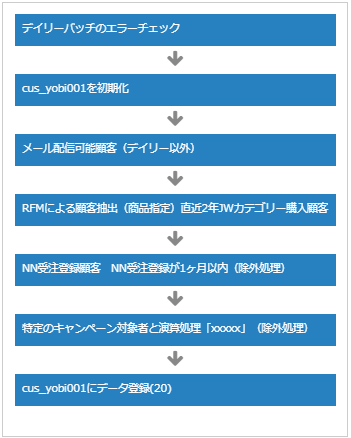 デイリーバッチのエラーチェック
cus_yobi001を初期化
メール配信可能顧客（デイリー以外）
RFMによる顧客抽出（商品指定）直近2年JWカテゴリー購入顧客
NN受注登録顧客　NN受注登録が1ヶ月以内（除外処理）
特定のキャンペーン対象者と演算処理「xxxxx」（除外処理）
cus_yobi001にデータ登録(20)